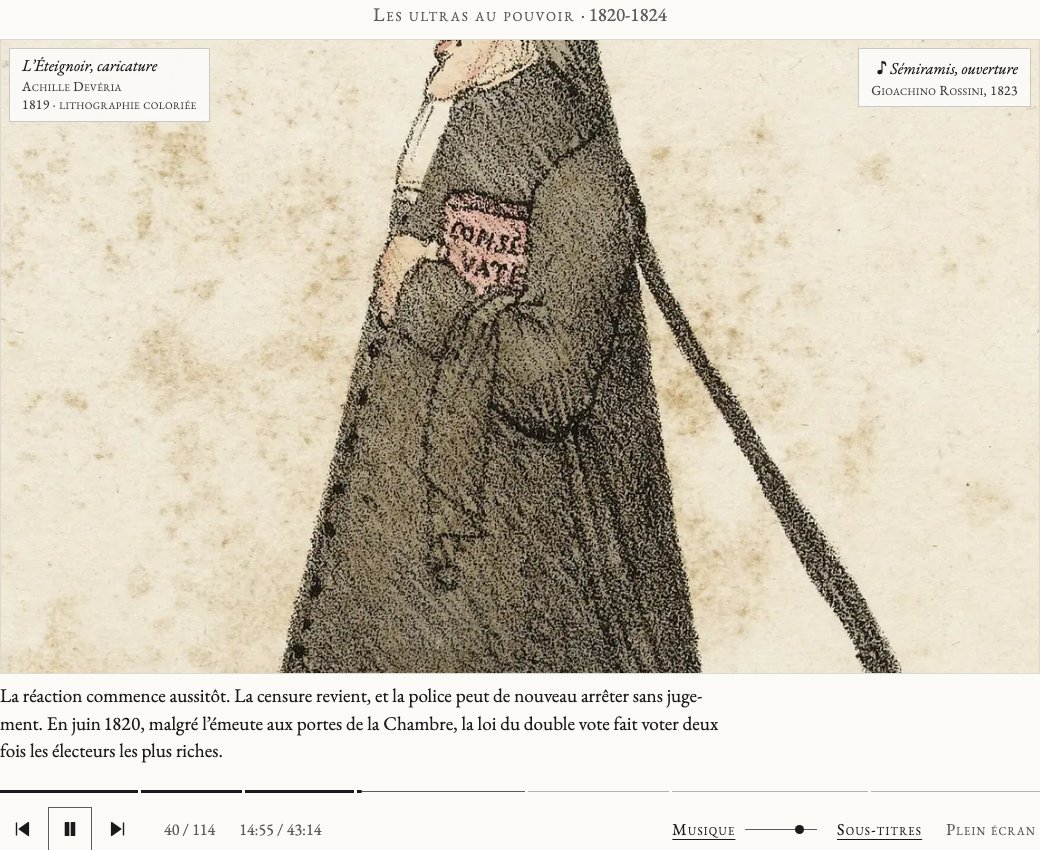 Les ultras au pouvoir · 1820-1824
L’Éteignoir, caricature
Achille Devéria
1819 · lithographie coloriée
♪ Sémiramis, ouverture
Gioachino Rossini, 1823
CONSE
VATE
La réaction commence aussitôt. La censure revient, et la police peut de nouveau arrêter sans juge-
ment. En juin 1820, malgré l’émeute aux portes de la Chambre, la loi du double vote fait voter deux
fois les électeurs les plus riches.
40 / 114 14:55 / 43:14 Musique Sous-titres Plein écran